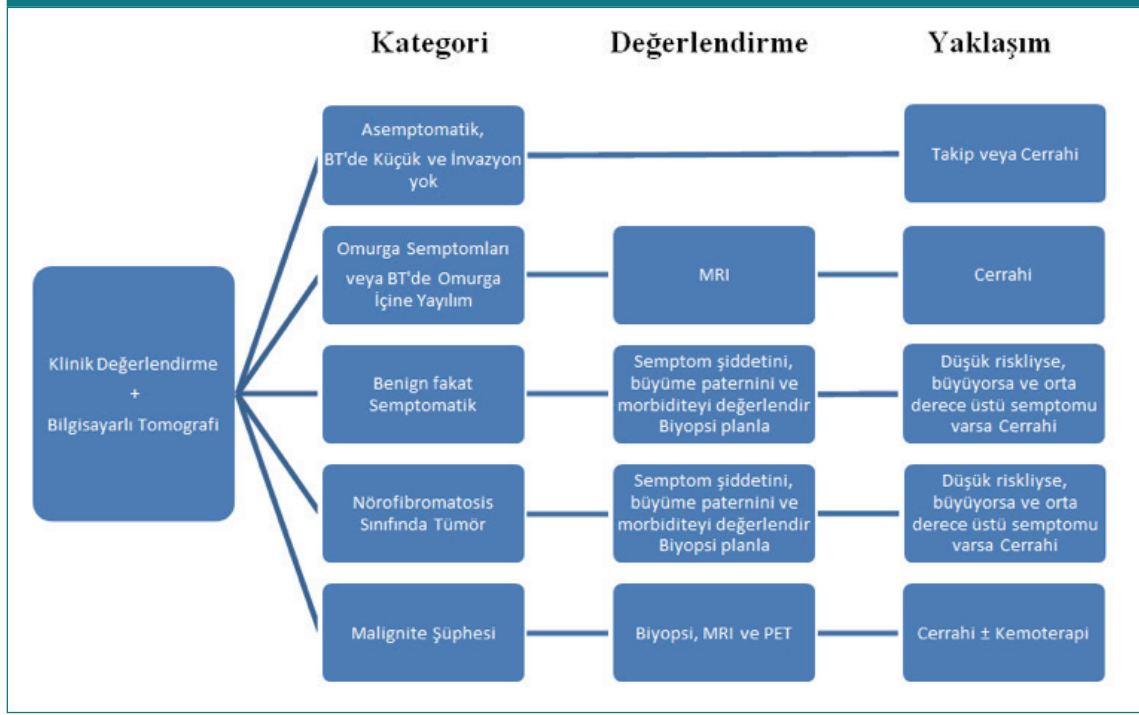 Kategori
Değerlendirme
Yaklaşım
Klinik Değerlendirme
+
Bilgisayarlı Tomografi
Asemptomatik,
BT'de Küçük ve İnvazyon
yok
Takip veya Cerrahi
Omurga Semptomları
veya BT'de Omurga
İçine Yayılım
MRI
Cerrahi
Benign fakat
Semptomatik
Semptom şiddetini,
büyüme paternini ve
morbiditeyi değerlendir
Biyopsi planla
Düşük riskliyse,
büyüyorsa ve orta
derece üstü semptomu
varsa Cerrahi
Nörofibromatosis
Sınıfında Tümör
Semptom şiddetini,
büyüme paternini ve
morbiditeyi değerlendir
Biyopsi planla
Düşük riskliyse,
büyüyorsa ve orta
derece üstü semptomu
varsa Cerrahi
Malignite Şüphesi
Biyopsi, MRI ve PET
Cerrahi ± Kemoterapi